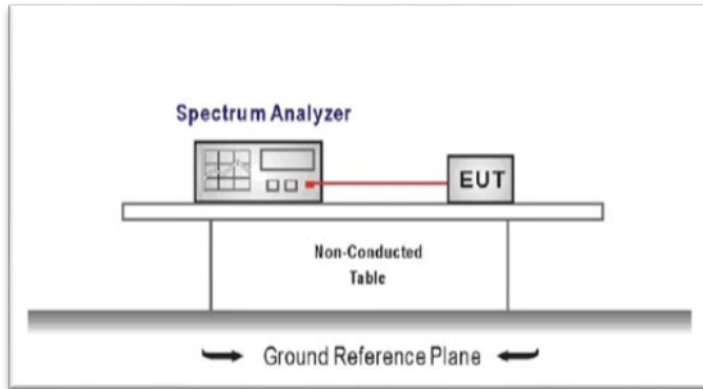 Spectrum Analyzer
EUT
Non-Conducted
Table
Ground Reference Plane